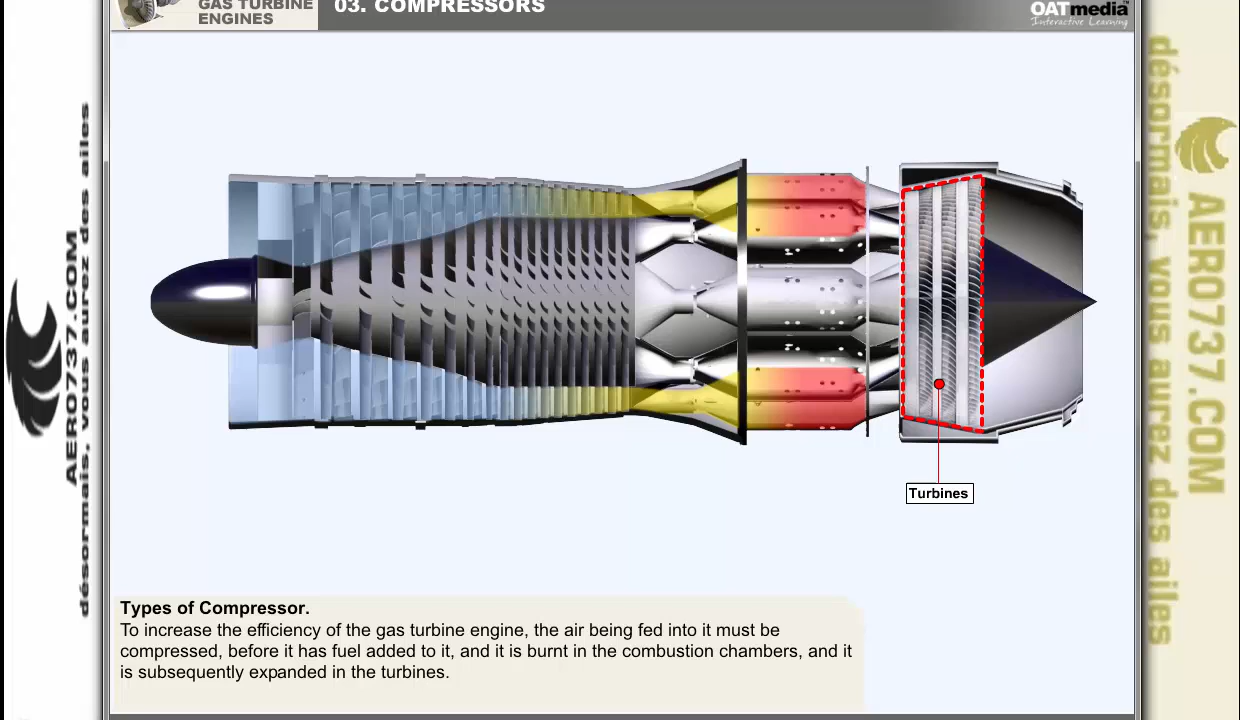 GAS TURBINE
ENGINES
03. COMPRESSORS
OATmedia™
Interactive Learning
AERO737.COM
désormais, vous aurez des ailes
désormais, vous aurez des ailes
AERO737.COM
Turbines
Types of Compressor.
To increase the efficiency of the gas turbine engine, the air being fed into it must be
compressed, before it has fuel added to it, and it is burnt in the combustion chambers, and it
is subsequently expanded in the turbines.